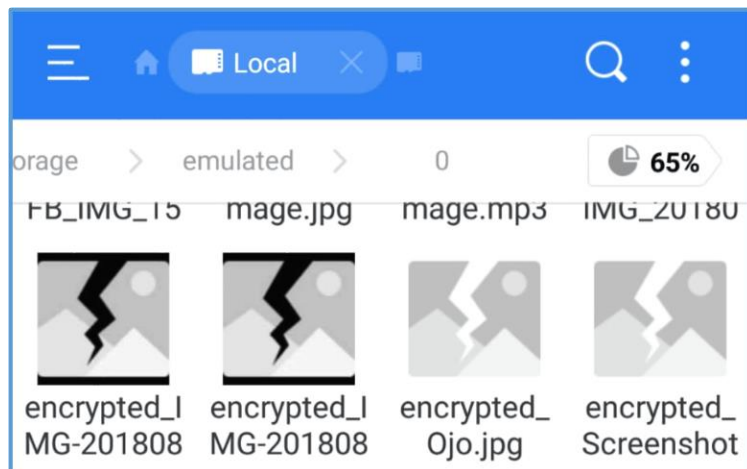 Local
orage > emulated > 0 65%
FB_IMG_15 mage.jpg mage.mp3 IMG_20180
encrypted_I encrypted_I encrypted_ encrypted_
MG-201808 MG-201808 Ojo.jpg Screenshot